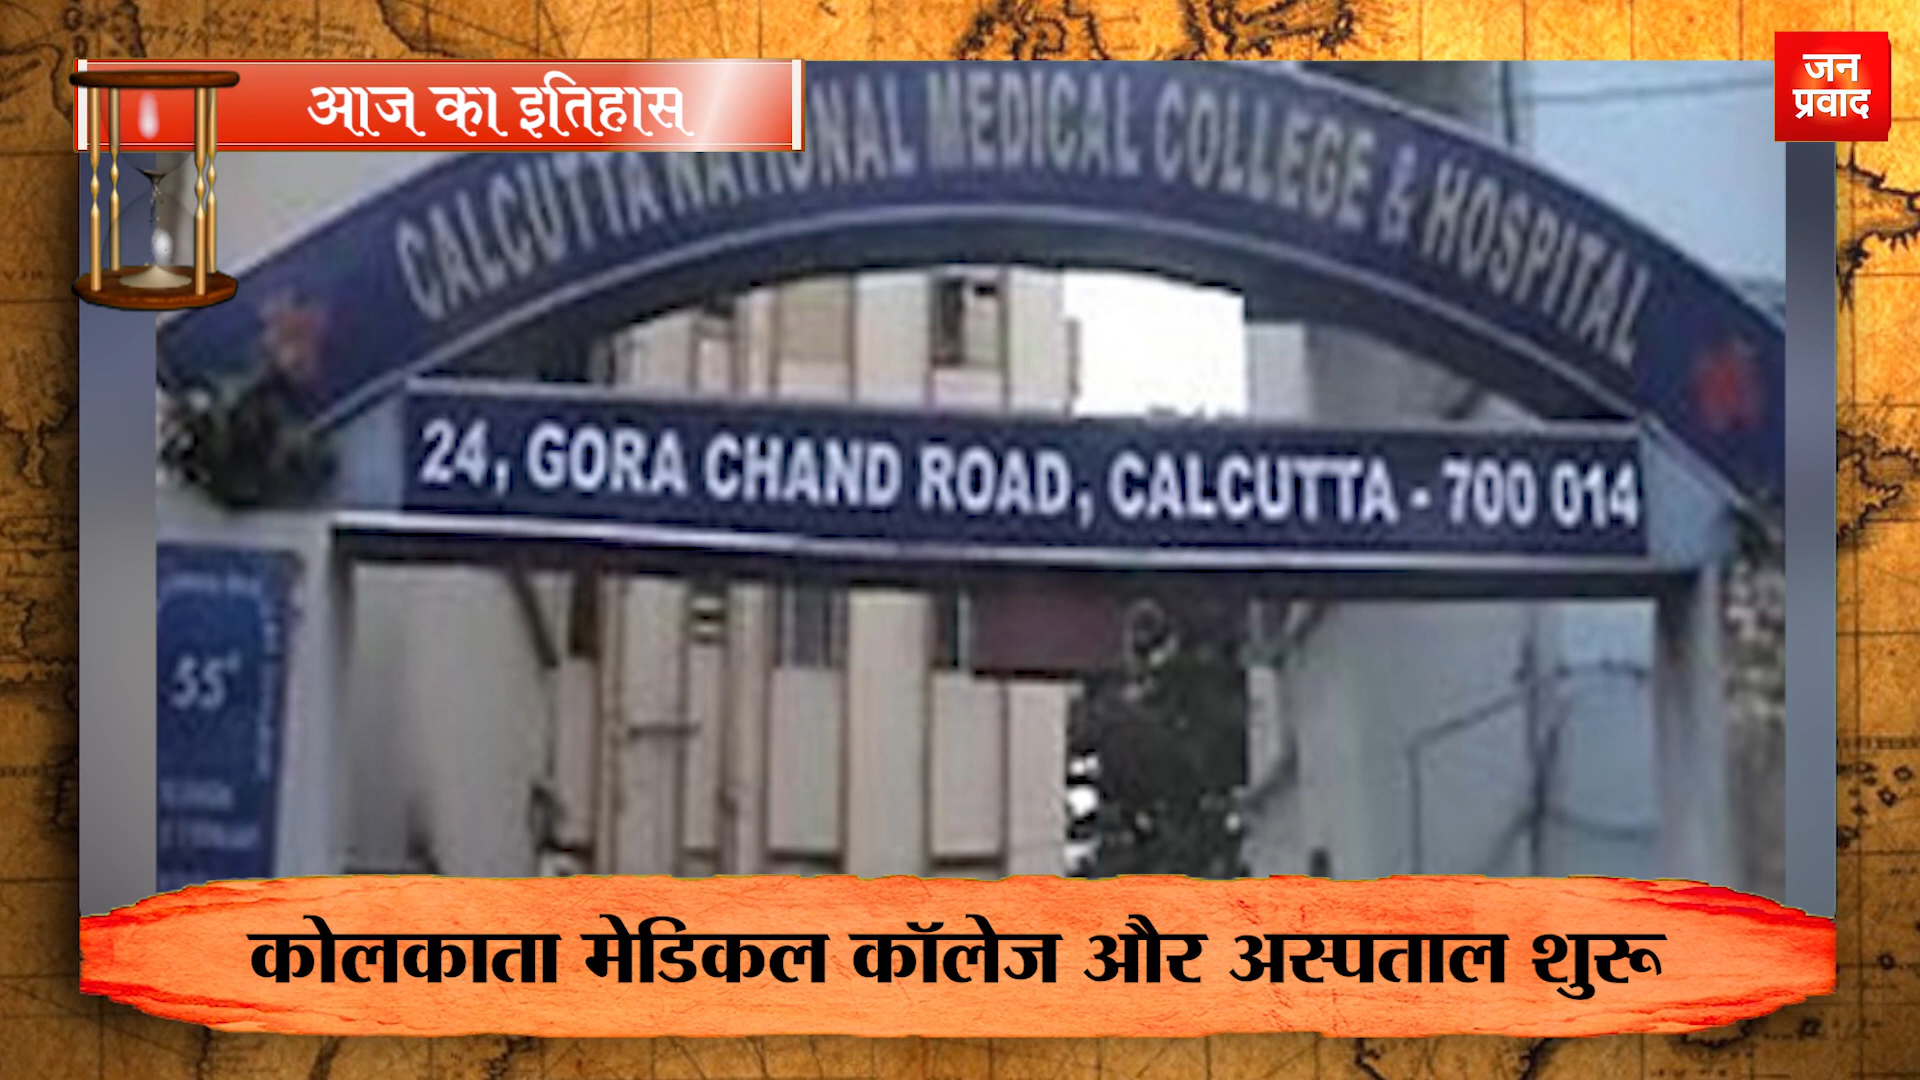 आज का इतिहास
जन
प्रवाद
CALCUTTA NATIONAL MEDICAL COLLEGE & HOSPITAL
24, GORA CHAND ROAD, CALCUTTA - 700 014
55
कोलकाता मेडिकल कॉलेज और अस्पताल शुरू